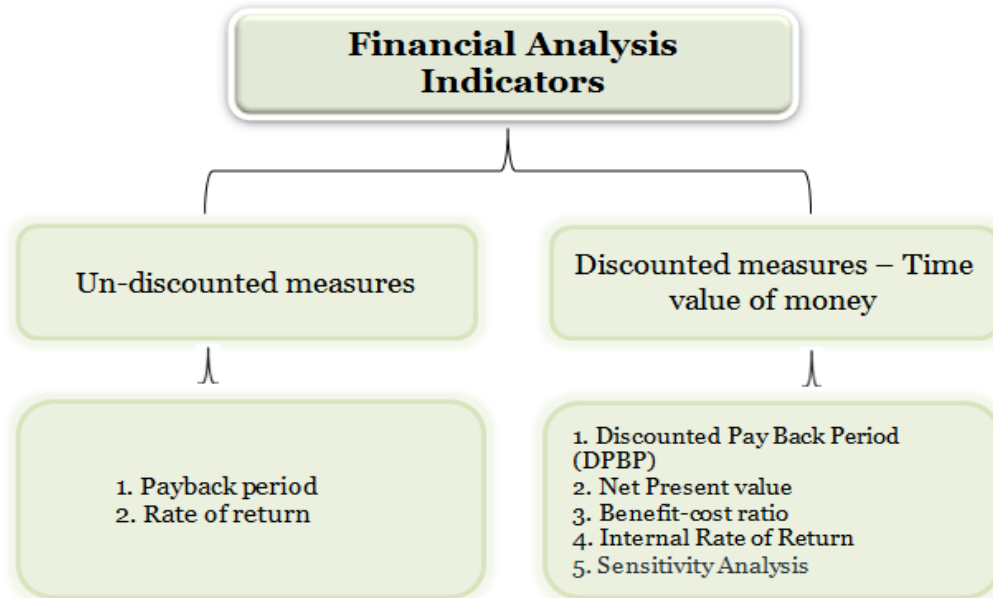 Financial Analysis
Indicators
Un-discounted measures
Discounted measures – Time
value of money
1. Payback period
2. Rate of return
1. Discounted Pay Back Period
(DPBP)
2. Net Present value
3. Benefit-cost ratio
4. Internal Rate of Return
5. Sensitivity Analysis